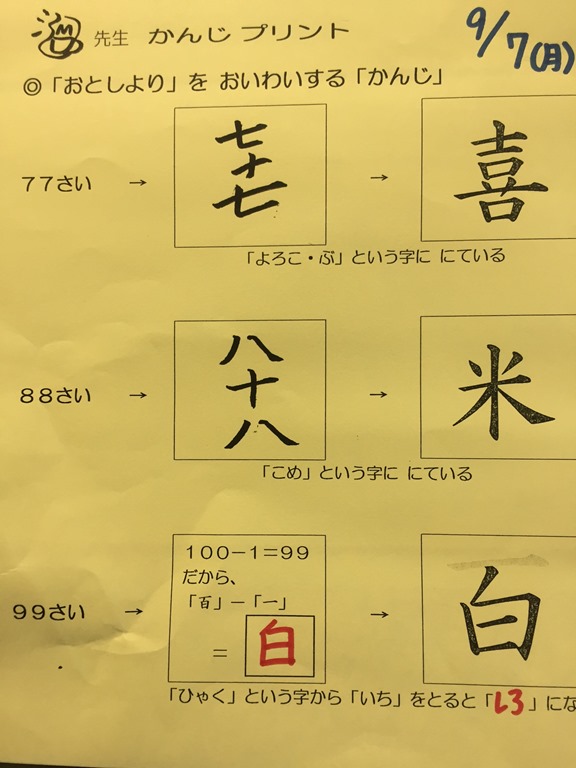 先生 かんじ プリント
9/7(月)
◎「おとしより」を おいわいする「かんじ」
77さい → 七十七 → 喜
「よろこ・ぶ」という字に にている
88さい → 八十八 → 米
「こめ」という字に にている
100-1=99
だから、
「百」-「一」
99さい → = 白 → 白
「ひゃく」という字から「いち」をとると「しろ」にな